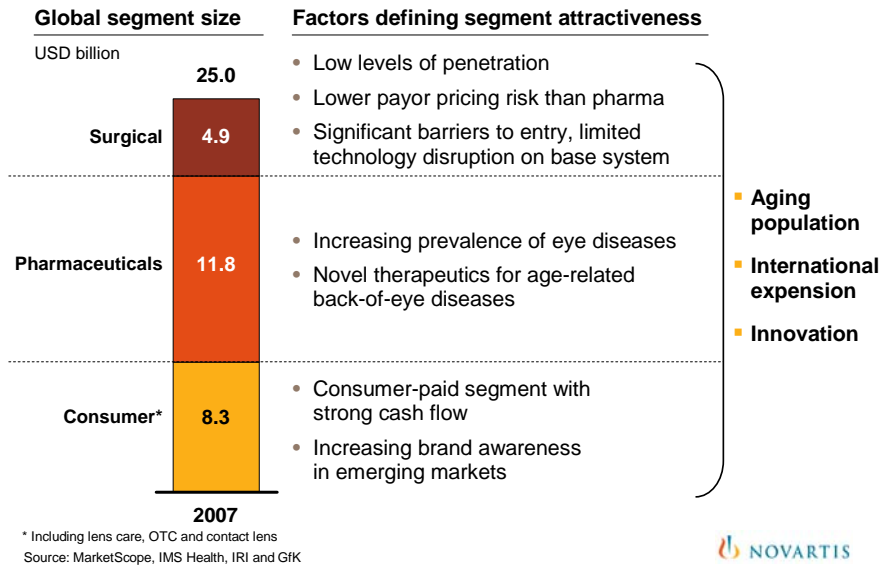 Global segment size
Factors defining segment attractiveness
USD billion
25.0
Surgical
4.9
• Low levels of penetration
• Lower payor pricing risk than pharma
• Significant barriers to entry, limited
technology disruption on base system
Pharmaceuticals
11.8
• Increasing prevalence of eye diseases
• Novel therapeutics for age-related
back-of-eye diseases
Consumer*
8.3
• Consumer-paid segment with
strong cash flow
• Increasing brand awareness
in emerging markets
2007
▪ Aging
population
▪ International
expension
▪ Innovation
* Including lens care, OTC and contact lens
Source: MarketScope, IMS Health, IRI and GfK
NOVARTIS